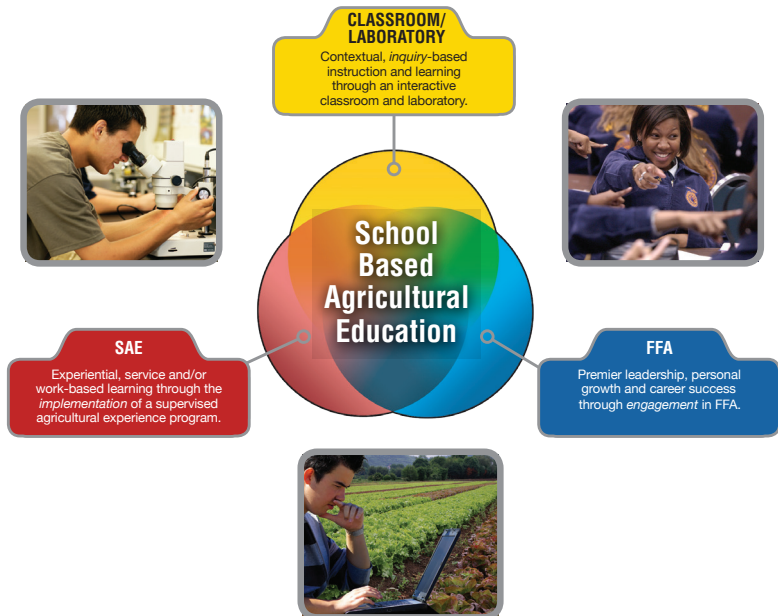 CLASSROOM/
LABORATORY
Contextual, inquiry-based
instruction and learning
through an interactive
classroom and laboratory.
School
Based
Agricultural
Education
SAE
Experiential, service and/or
work-based learning through the
implementation of a supervised
agricultural experience program.
FFA
Premier leadership, personal
growth and career success
through engagement in FFA.